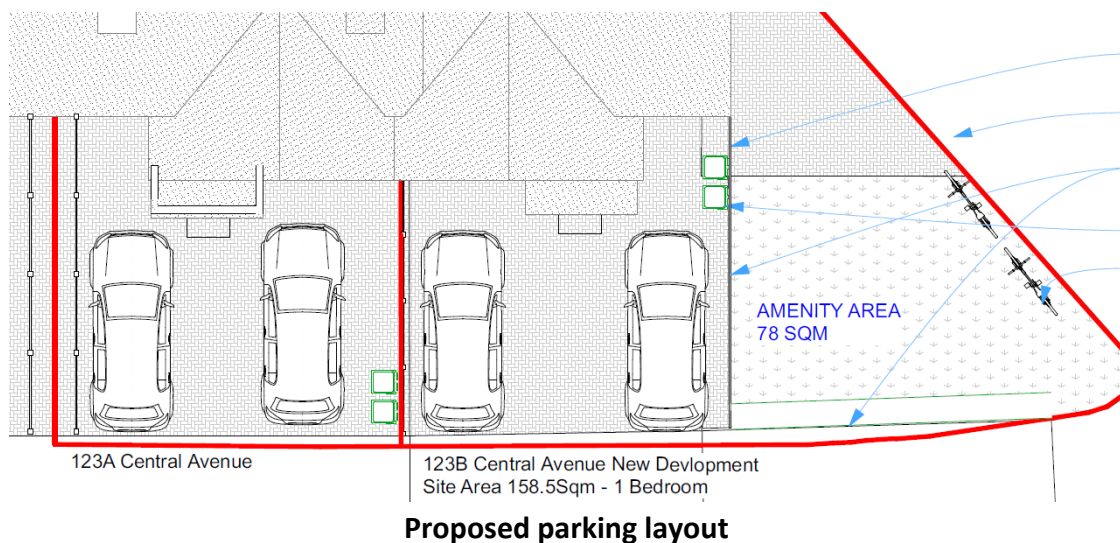 AMENITY AREA
78 SQM
123A Central Avenue
123B Central Avenue New Devlopment
Site Area 158.5Sqm - 1 Bedroom
Proposed parking layout